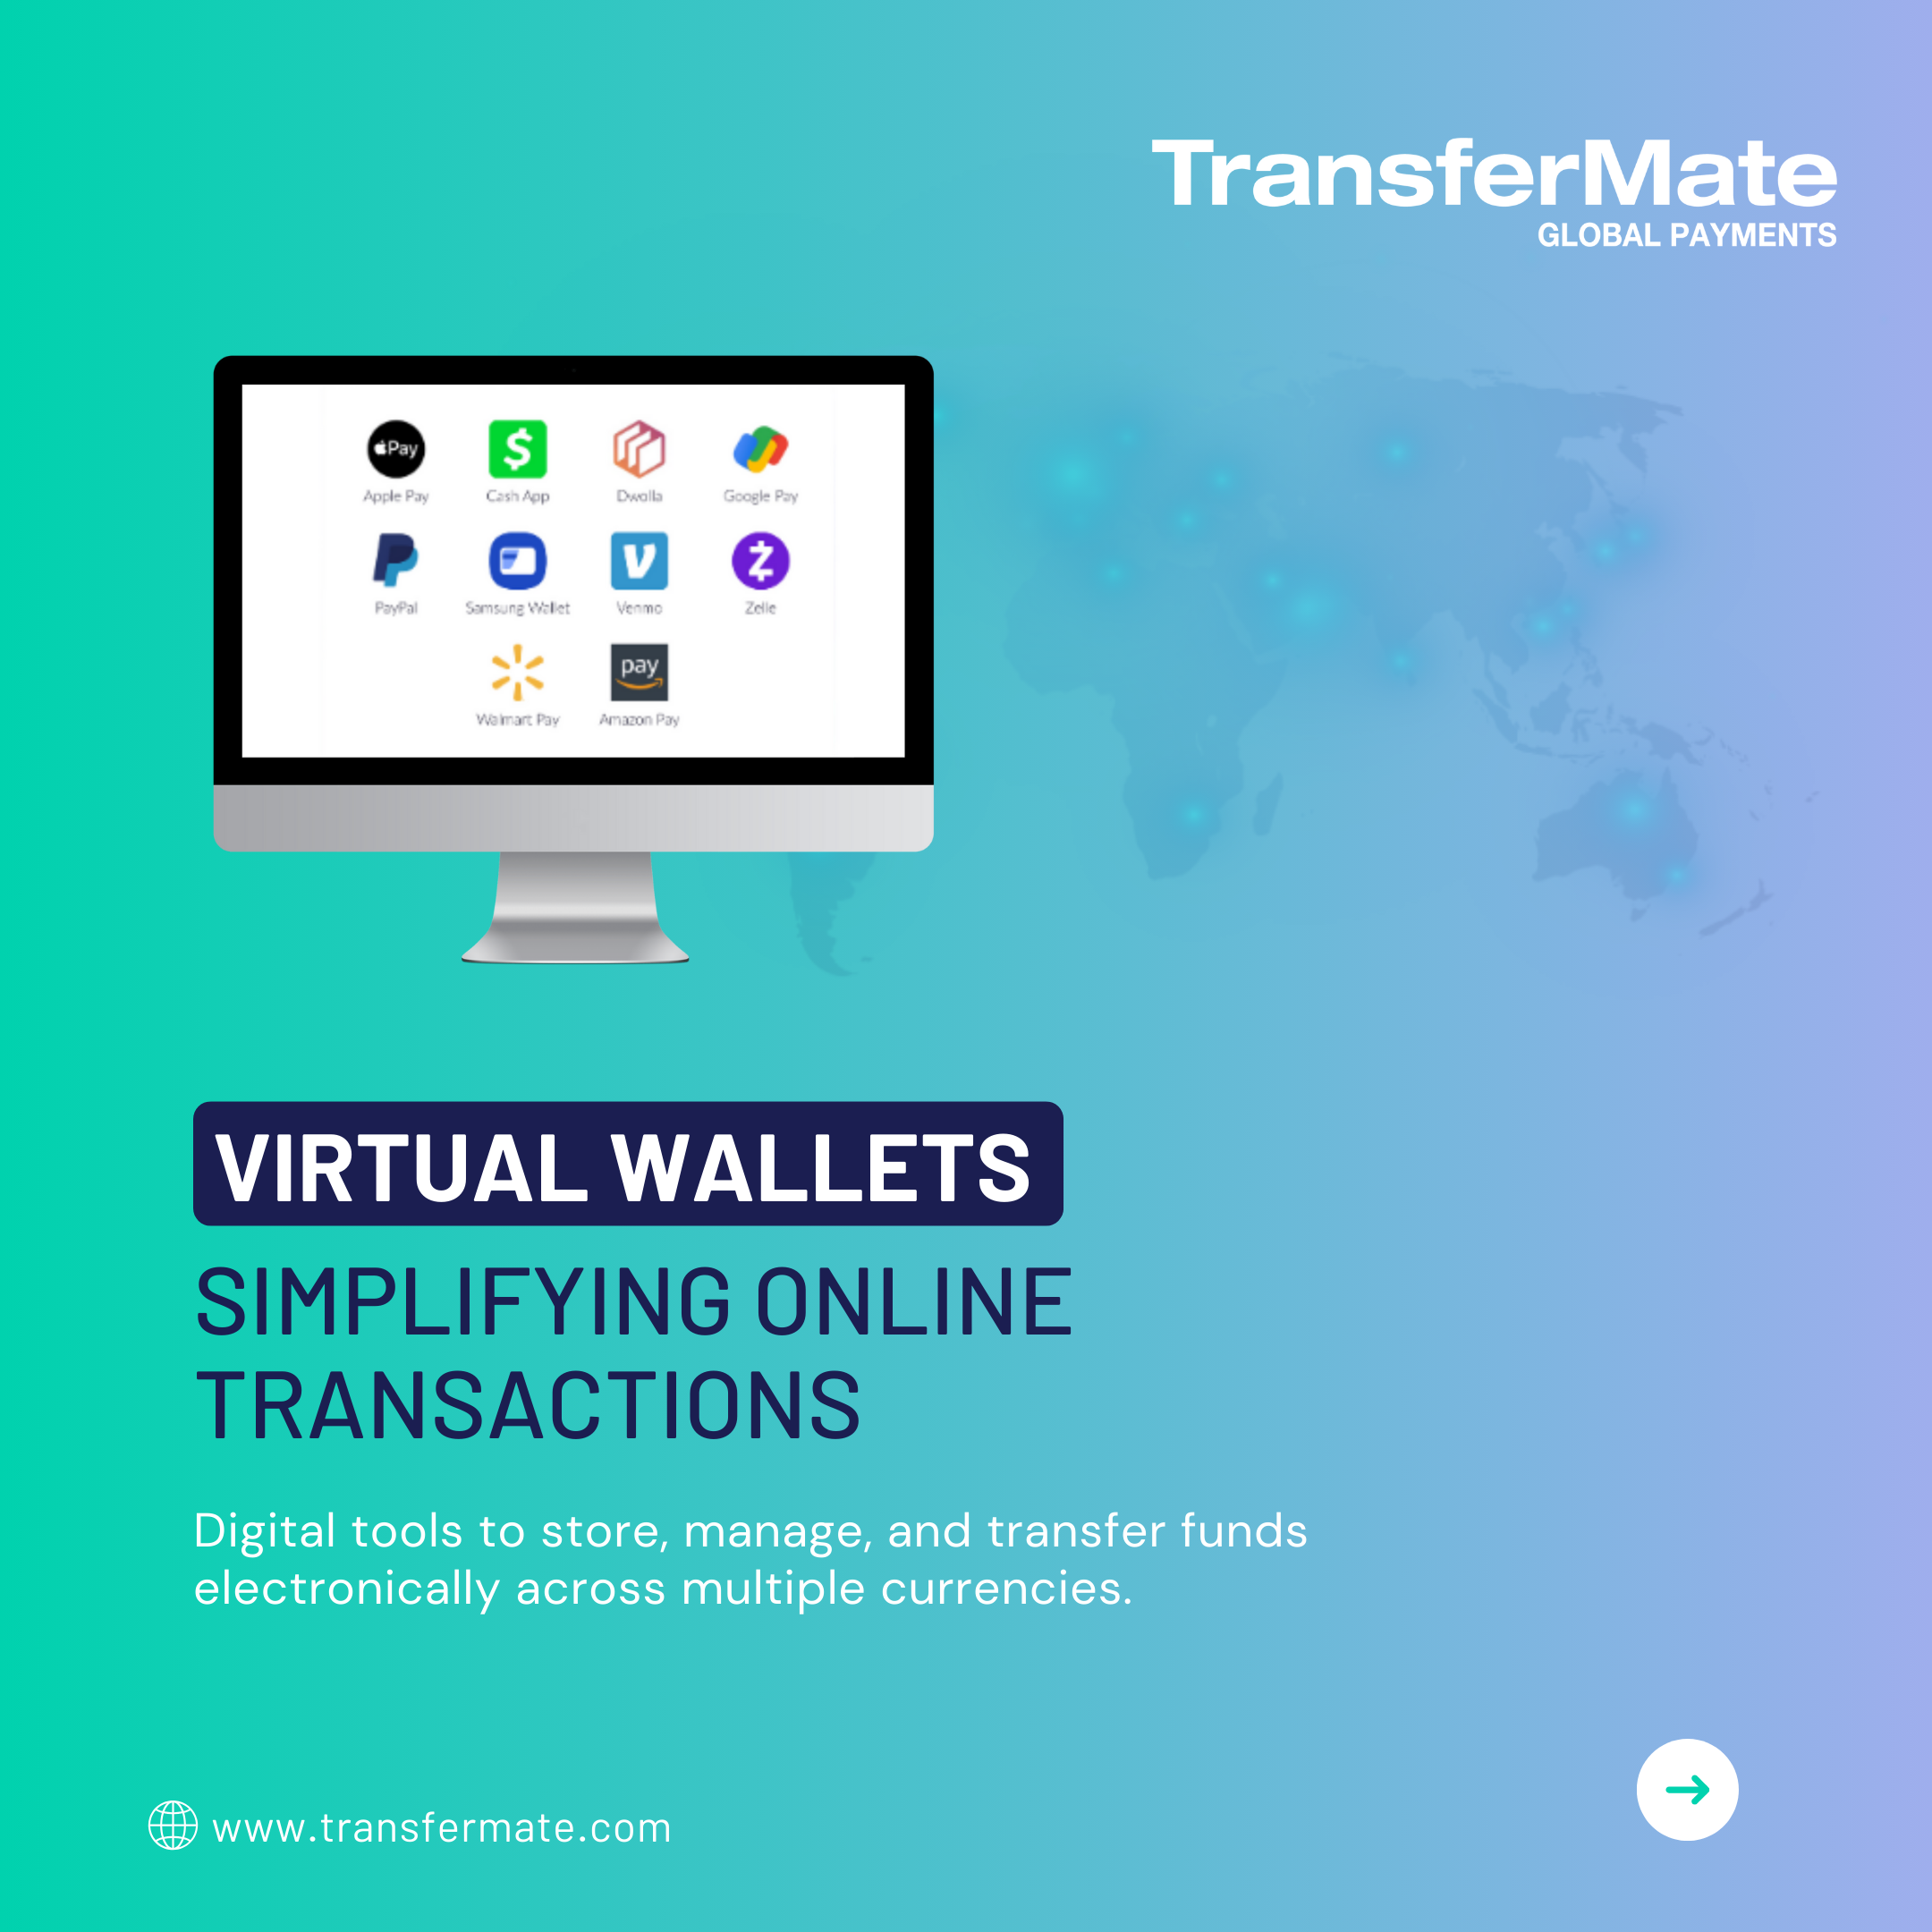 TransferMate
GLOBAL PAYMENTS
Pay
Apple Pay
$
Cash App
Dwolla
Google Pay
PayPal
Samsung Wallet
Venmo
Zelle
Walmart Pay
pay
Amazon Pay
VIRTUAL WALLETS
SIMPLIFYING ONLINE
TRANSACTIONS
Digital tools to store, manage, and transfer funds
electronically across multiple currencies.
www.transfermate.com